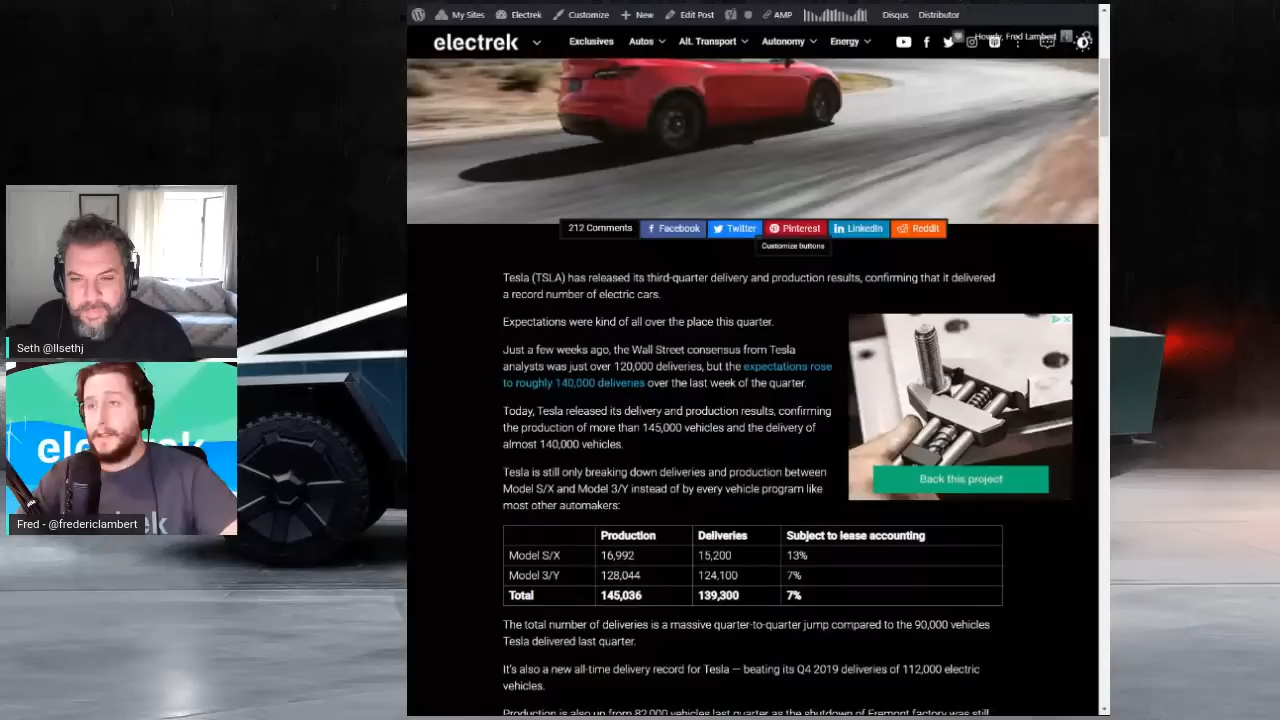 My Sites Electrek Customize New Edit Post AMP Disqus Distributor
electrek Exclusives Autos Alt. Transport Autonomy Energy Howdy, Fred Lambert
212 Comments Facebook Twitter Pinterest LinkedIn Reddit
Customize buttons
Tesla (TSLA) has released its third-quarter delivery and production results, confirming that it delivered
a record number of electric cars.
Expectations were kind of all over the place this quarter.
Just a few weeks ago, the Wall Street consensus from Tesla
analysts was just over 120,000 deliveries, but the expectations rose
to roughly 140,000 deliveries over the last week of the quarter.
Today, Tesla released its delivery and production results, confirming
the production of more than 145,000 vehicles and the delivery of
almost 140,000 vehicles.
Tesla is still only breaking down deliveries and production between
Model S/X and Model 3/Y instead of by every vehicle program like
most other automakers:
Back this project
Production Deliveries Subject to lease accounting
Model S/X 16,992 15,200 13%
Model 3/Y 128,044 124,100 7%
Total 145,036 139,300 7%
The total number of deliveries is a massive quarter-to-quarter jump compared to the 90,000 vehicles
Tesla delivered last quarter.
It's also a new all-time delivery record for Tesla — beating its Q4 2019 deliveries of 112,000 electric
vehicles.
Production is also up from 82,000 vehicles last quarter as the shutdown of Fremont factory was still
Seth @llsethj
Fred - @fredericlambert